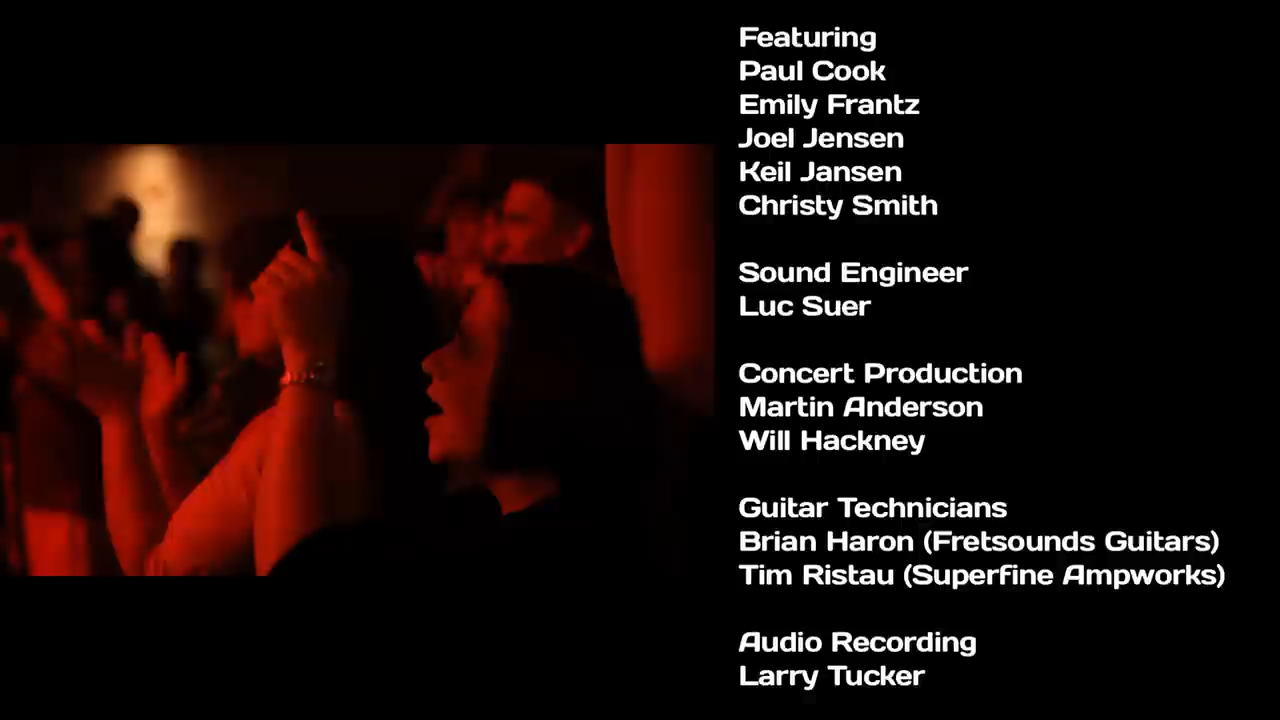 Featuring
Paul Cook
Emily Frantz
Joel Jensen
Keil Jansen
Christy Smith
Sound Engineer
Luc Suer
Concert Production
Martin Anderson
Will Hackney
Guitar Technicians
Brian Haron (Fretsounds Guitars)
Tim Ristau (Superfine Ampworks)
Audio Recording
Larry Tucker